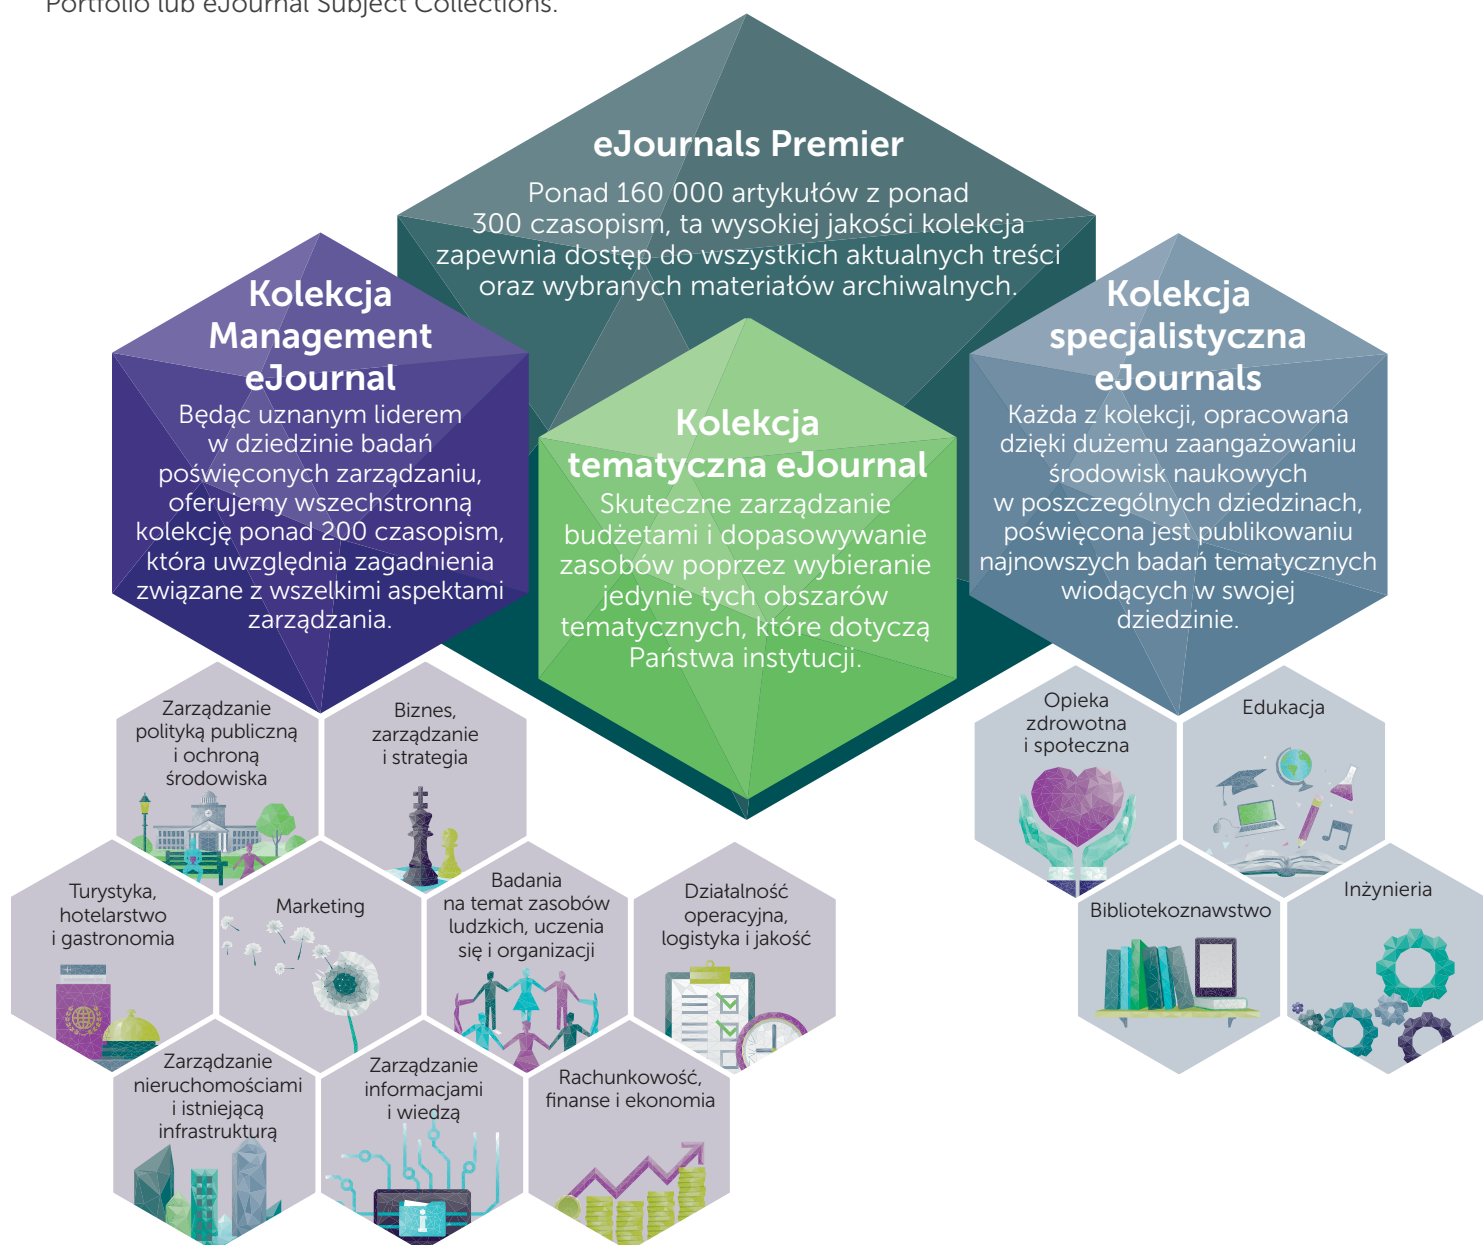 Portfolio lub eJournal Subject Collections.
eJournals Premier
Ponad 160 000 artykułów z ponad
300 czasopism, ta wysokiej jakości kolekcja
zapewnia dostęp do wszystkich aktualnych treści
oraz wybranych materiałów archiwalnych.
Kolekcja
Management
eJournal
Będąc uznanym liderem
w dziedzinie badań
poświęconych zarządzaniu,
oferujemy wszechstronną
kolekcję ponad 200 czasopism,
która uwzględnia zagadnienia
związane z wszelkimi aspektami
zarządzania.
Kolekcja
tematyczna eJournal
Skuteczne zarządzanie
budżetami i dopasowywanie
zasobów poprzez wybieranie
jedynie tych obszarów
tematycznych, które dotyczą
Państwa instytucji.
Kolekcja
specjalistyczna
eJournals
Każda z kolekcji, opracowana
dzięki dużemu zaangażowaniu
środowisk naukowych
w poszczególnych dziedzinach,
poświęcona jest publikowaniu
najnowszych badań tematycznych
wiodących w swojej
dziedzinie.
Zarządzanie
polityką publiczną
i ochroną
środowiska
Biznes,
zarządzanie
i strategia
Opieka
zdrowotna
i społeczna
Edukacja
Turystyka,
hotelarstwo
i gastronomia
Marketing
Badania
na temat zasobów
ludzkich, uczenia
się i organizacji
Działalność
operacyjna,
logistyka i jakość
Bibliotekoznawstwo
Inżynieria
Zarządzanie
nieruchomościami
i istniejącą
infrastrukturą
Zarządzanie
informacjami
i wiedzą
Rachunkowość,
finanse i ekonomia